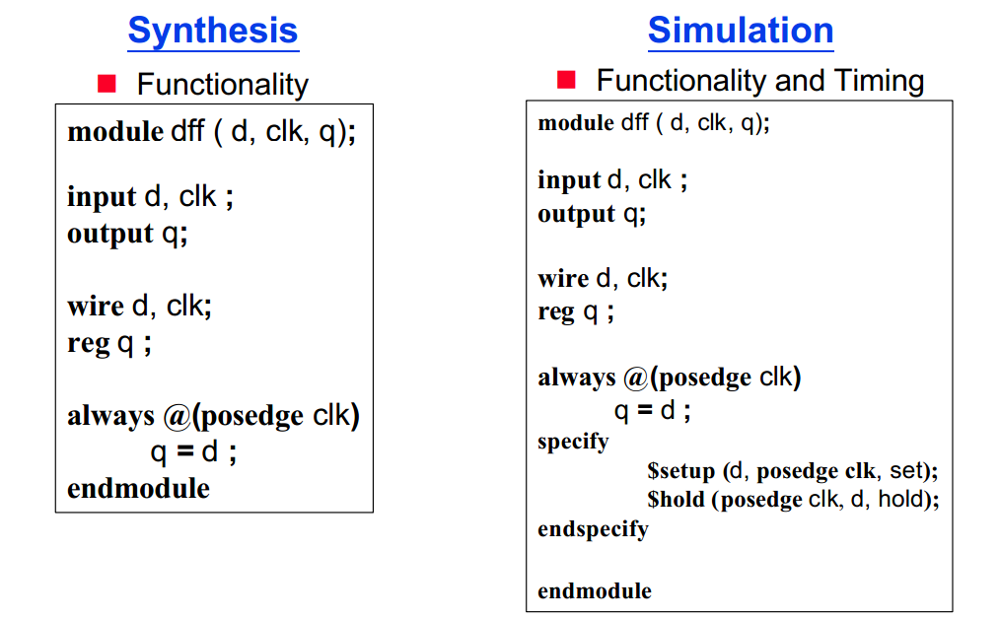 Synthesis
Functionality
module dff ( d, clk, q);
input d, clk ;
output q;
wire d, clk;
reg q ;
always @(posedge clk)
q = d ;
endmodule
Simulation
Functionality and Timing
module dff ( d, clk, q);
input d, clk ;
output q;
wire d, clk;
reg q ;
always @(posedge clk)
q = d ;
specify
$setup (d, posedge clk, set);
$hold (posedge clk, d, hold);
endspecify
endmodule